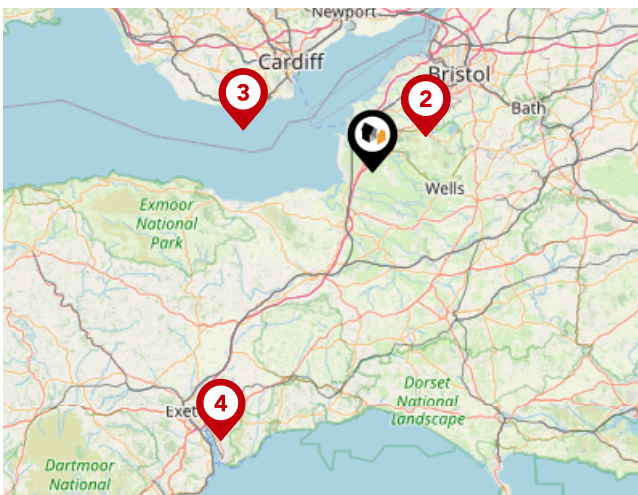 Newport
Cardiff
3
Bristol
2
Bath
Wells
Exmoor
National
Park
Dorset
National
Landscape
4
Exet
Dartmoor
National